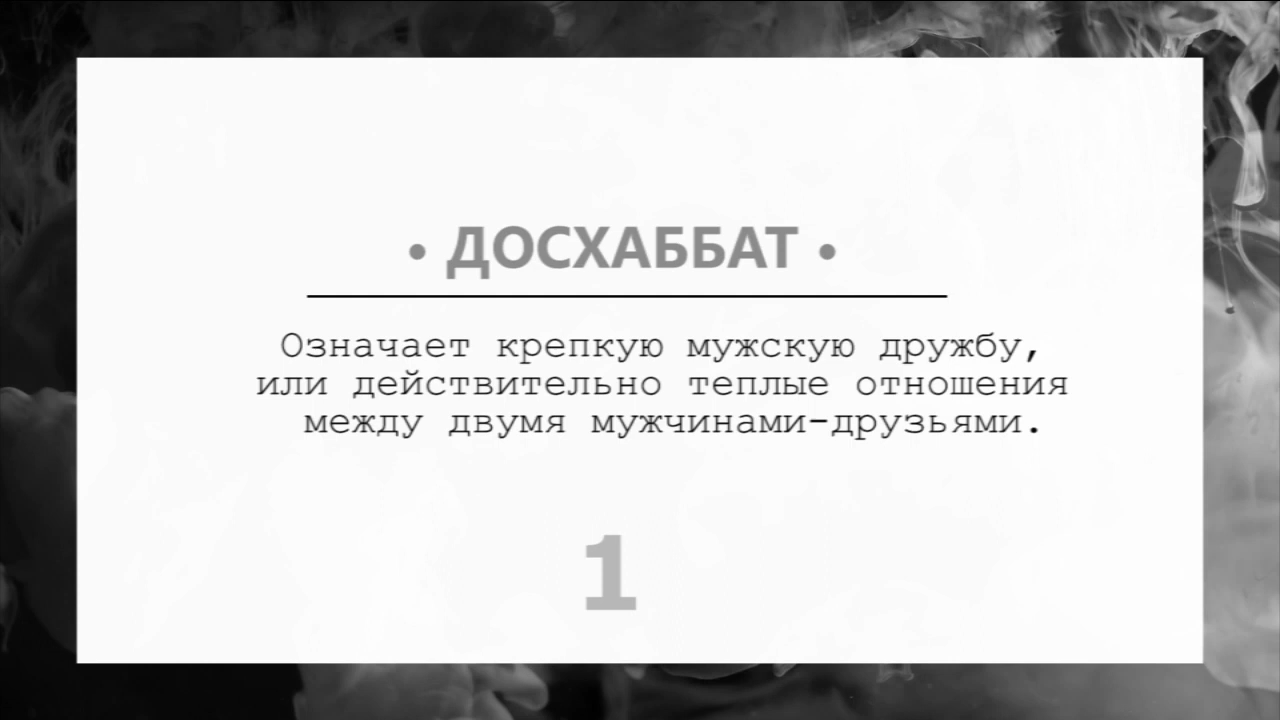 • ДОСХАББАТ •
Означает крепкую мужскую дружбу,
или действительно теплые отношения
между двумя мужчинами-друзьями.
1